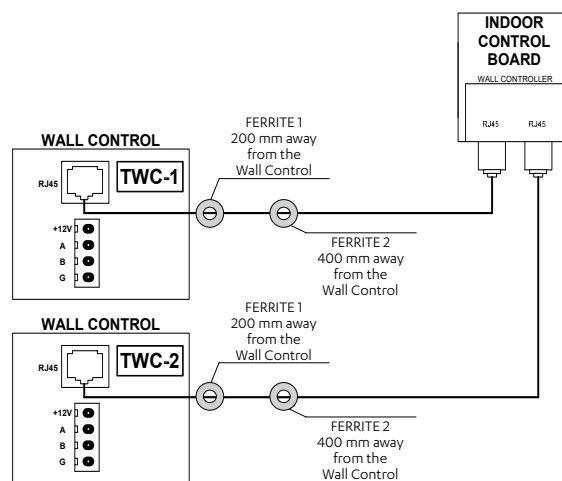 INDOOR
CONTROL
BOARD
WALL CONTROLLER
RJ45 RJ45
WALL CONTROL
RJ45
TWC-1
+12V
A
B
G
FERRITE 1
200 mm away
from the
Wall Control
FERRITE 2
400 mm away
from the
Wall Control
WALL CONTROL
RJ45
TWC-2
+12V
A
B
G
FERRITE 1
200 mm away
from the
Wall Control
FERRITE 2
400 mm away
from the
Wall Control